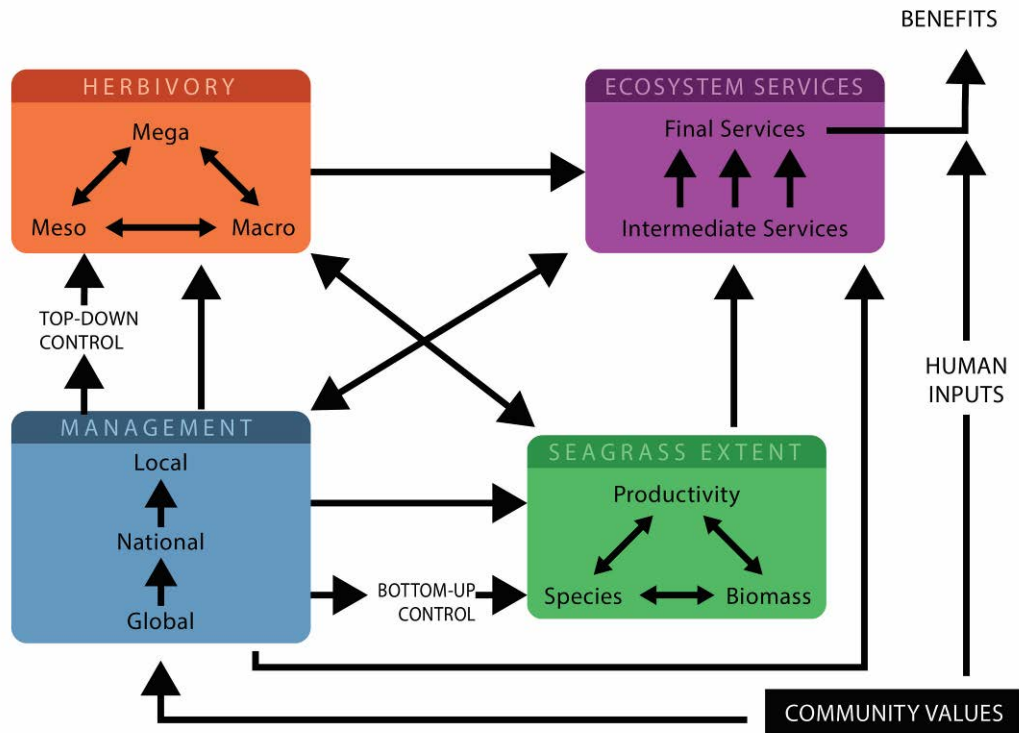 BENEFITS
HERBIVORY
Mega
Meso
Macro
ECOSYSTEM SERVICES
Final Services
Intermediate Services
TOP-DOWN
CONTROL
HUMAN
INPUTS
MANAGEMENT
Local
National
Global
SEAGRASS EXTENT
Productivity
Species
Biomass
BOTTOM-UP
CONTROL
COMMUNITY VALUES